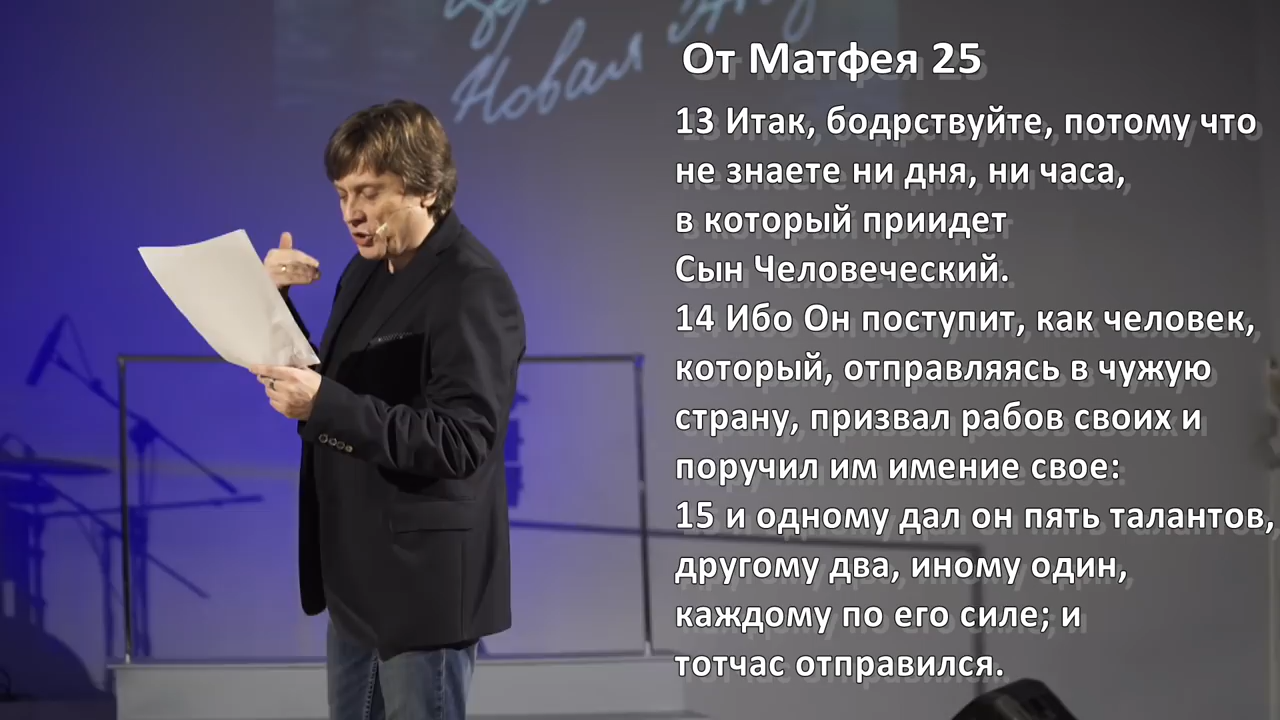 Новая
От Матфея 25
13 Итак, бодрствуйте, потому что
не знаете ни дня, ни часа,
в который приидет
Сын Человеческий.
14 Ибо Он поступит, как человек,
который, отправляясь в чужую
страну, призвал рабов своих и
поручил им имение свое:
15 и одному дал он пять талантов,
другому два, иному один,
каждому по его силе; и
тотчас отправился.